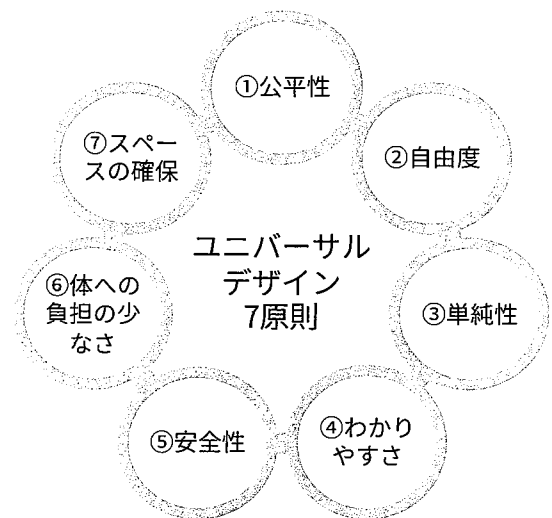 ①公平性
②自由度
③単純性
④わかり
やすさ
⑤安全性
⑥体への
負担の少
なさ
⑦スペー
スの確保
ユニバーサル
デザイン
7原則